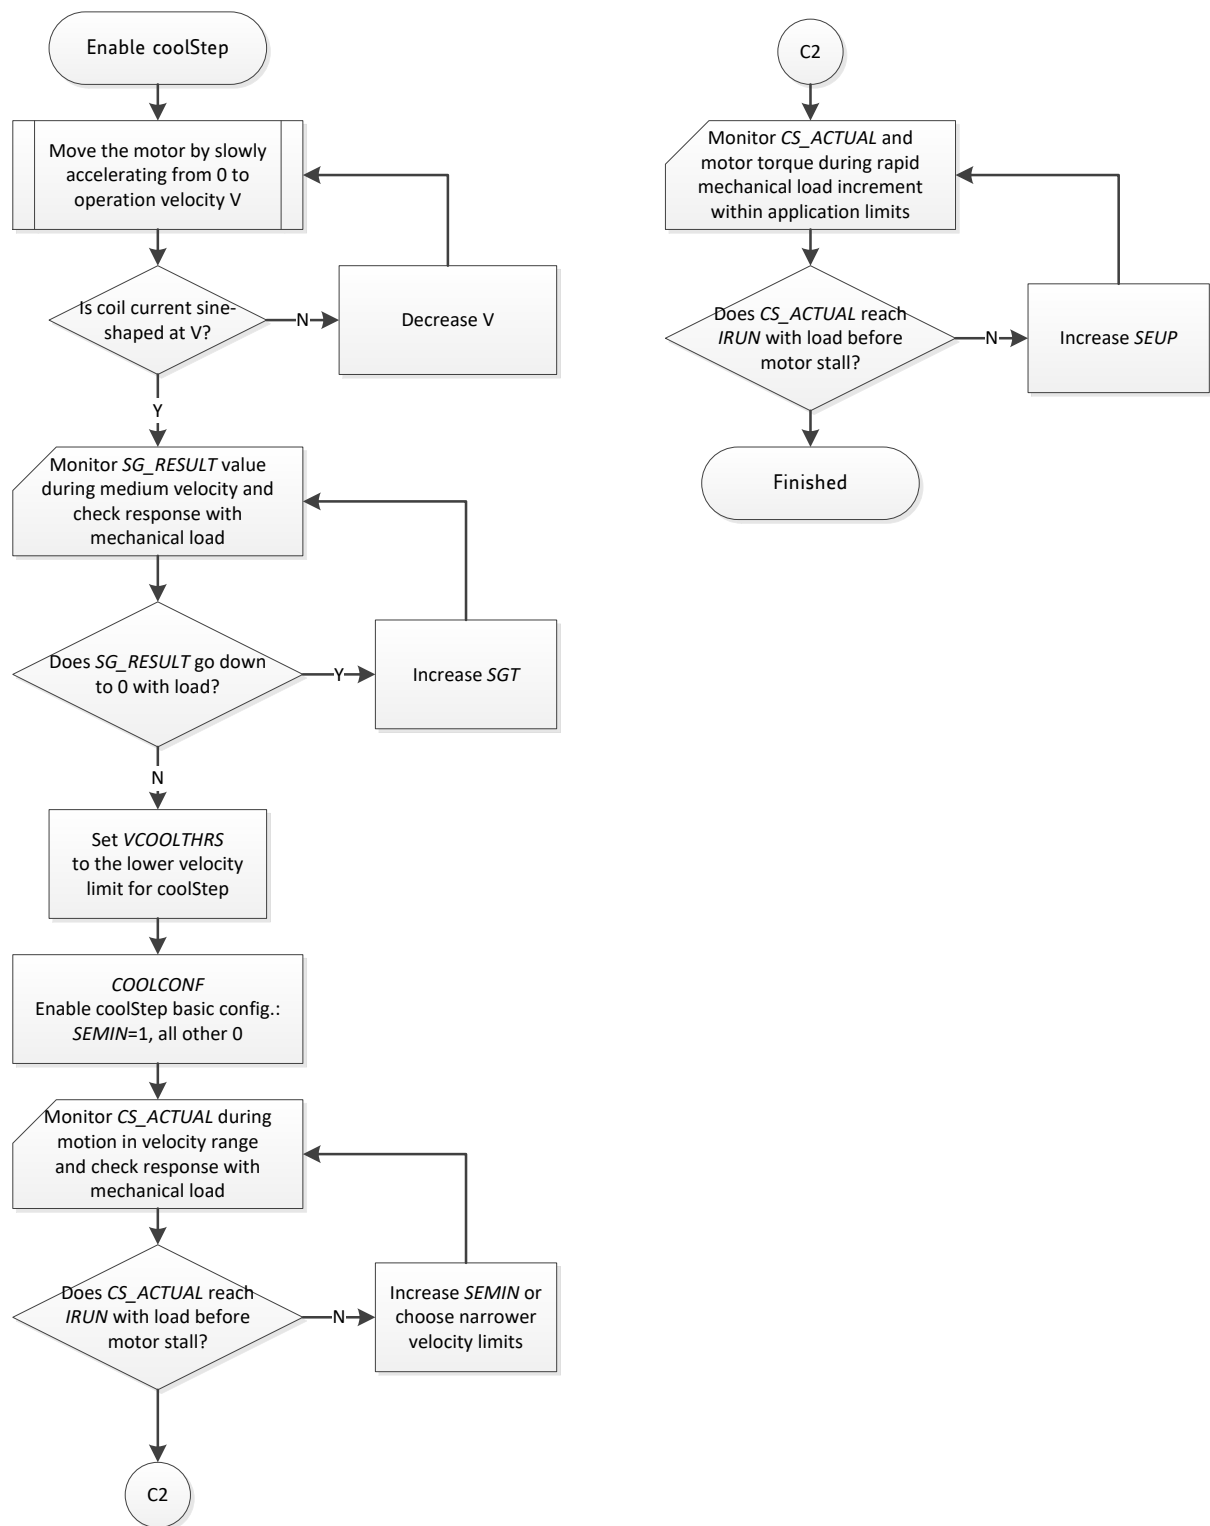 Enable coolStep
Move the motor by slowly
accelerating from 0 to
operation velocity V
Is coil current sine-
shaped at V?
N
Decrease V
Y
Monitor SG_RESULT value
during medium velocity and
check response with
mechanical load
Does SG_RESULT go down
to 0 with load?
Y
Increase SGT
N
Set VCOOLTHRS
to the lower velocity
limit for coolStep
COOLCONF
Enable coolStep basic config.:
SEMIN=1, all other 0
Monitor CS_ACTUAL during
motion in velocity range
and check response with
mechanical load
Does CS_ACTUAL reach
IRUN with load before
motor stall?
N
Increase SEMIN or
choose narrower
velocity limits
C2
C2
Monitor CS_ACTUAL and
motor torque during rapid
mechanical load increment
within application limits
Does CS_ACTUAL reach
IRUN with load before
motor stall?
N
Increase SEUP
Finished